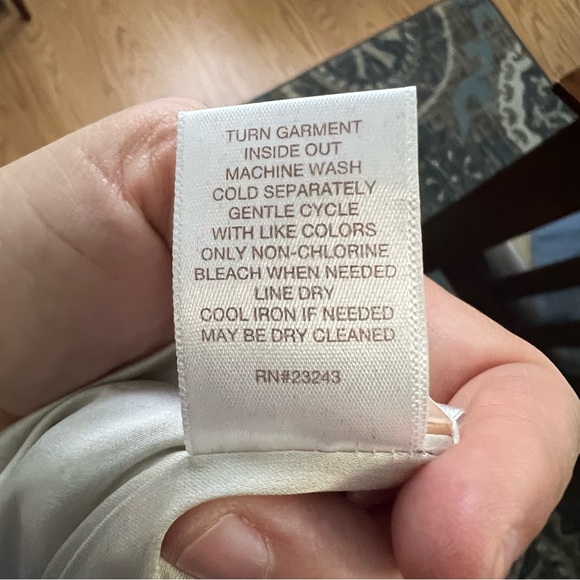 TURN GARMENT
INSIDE OUT
MACHINE WASH
COLD SEPARATELY
GENTLE CYCLE
WITH LIKE COLORS
ONLY NON-CHLORINE
BLEACH WHEN NEEDED
LINE DRY
COOL IRON IF NEEDED
MAY BE DRY CLEANED
RN#23243